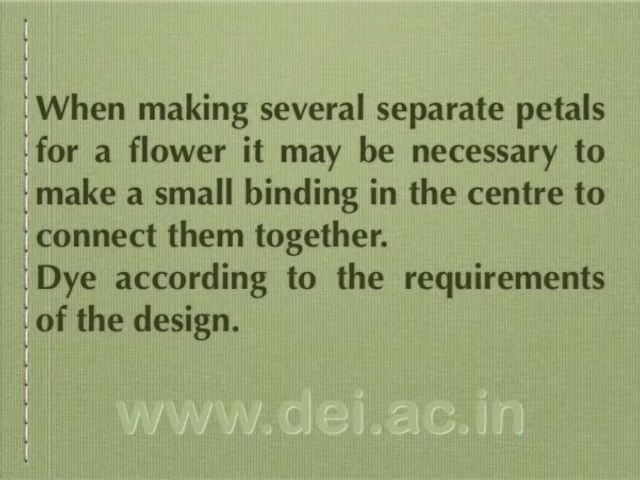 When making several separate petals
for a flower it may be necessary to
make a small binding in the centre to
connect them together.
Dye according to the requirements
of the design.
www.dei.ac.in